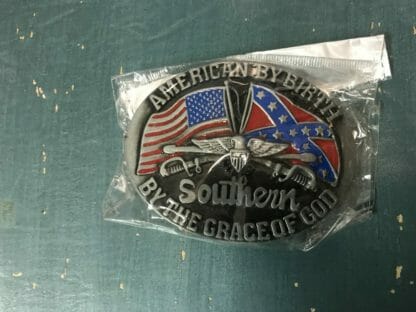 AMERICAN BY BIRTH
Southern
BY THE GRACE OF GOD